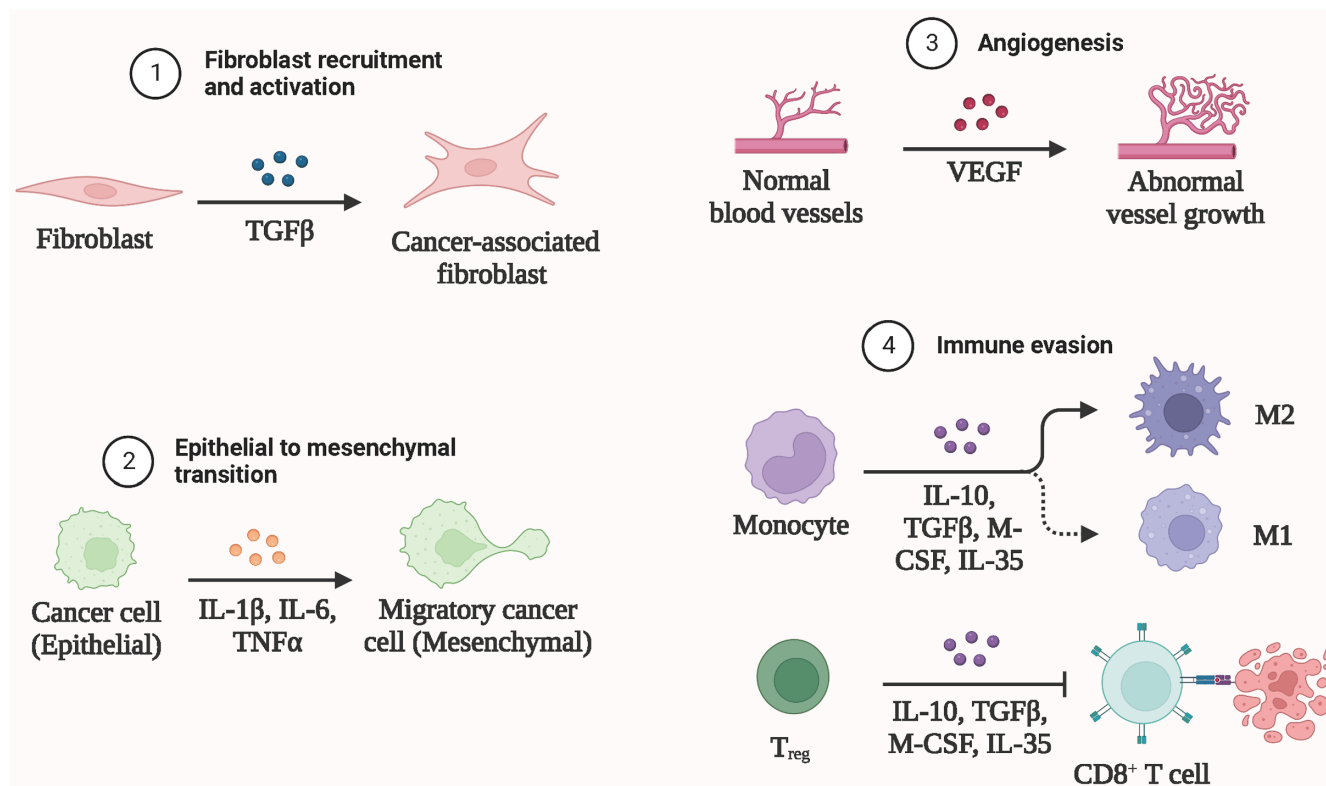 1
Fibroblast recruitment
and activation
Fibroblast
TGFβ
Cancer-associated
fibroblast
2
Epithelial to mesenchymal
transition
Cancer cell
(Epithelial)
IL-1β, IL-6,
TNFα
Migratory cancer
cell (Mesenchymal)
3
Angiogenesis
Normal
blood vessels
VEGF
Abnormal
vessel growth
4
Immune evasion
Monocyte
IL-10,
TGFβ, M-
CSF, IL-35
M2
M1
Treg
IL-10, TGFβ,
M-CSF, IL-35
CD8+ T cell